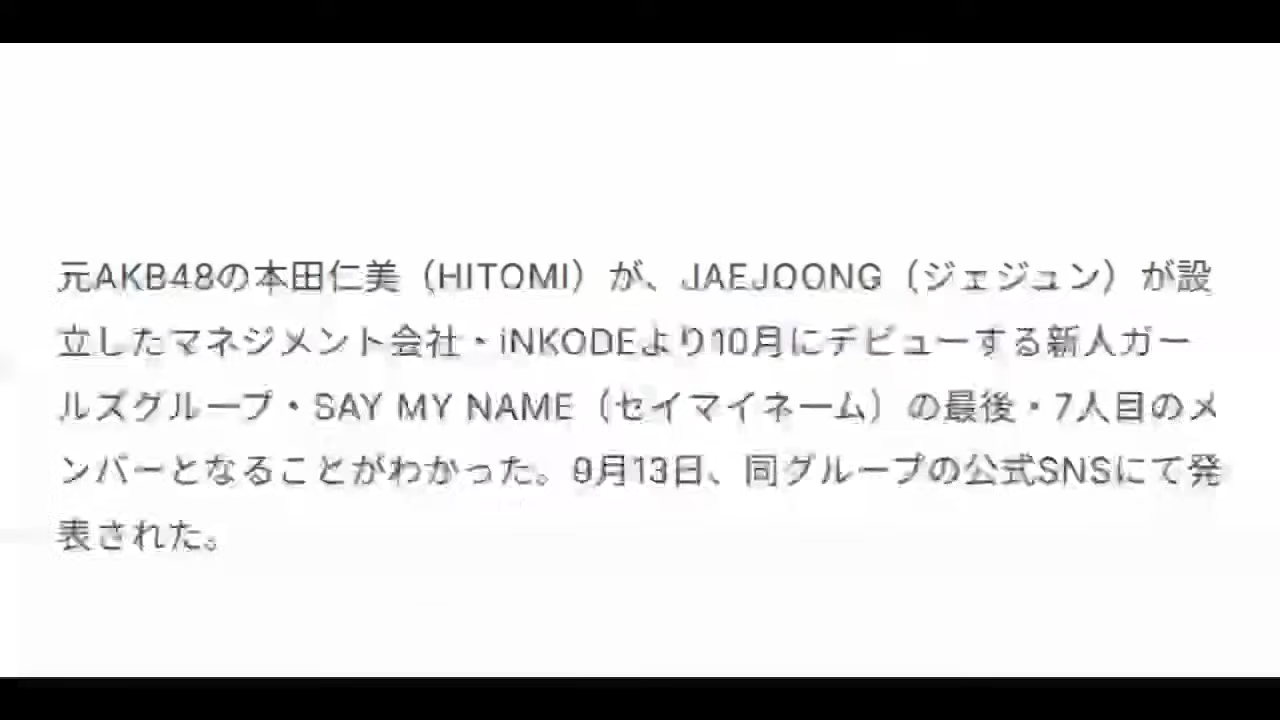 元AKB48の本田仁美（HITOMI）が、JAEJOONG（ジェジュン）が設
立したマネジメント会社・iNKODEより10月にデビューする新人ガー
ルズグループ・SAY MY NAME（セイマイネーム）の最後・7人目のメ
ンバーとなることがわかった。9月13日、同グループの公式SNSにて発
表された。